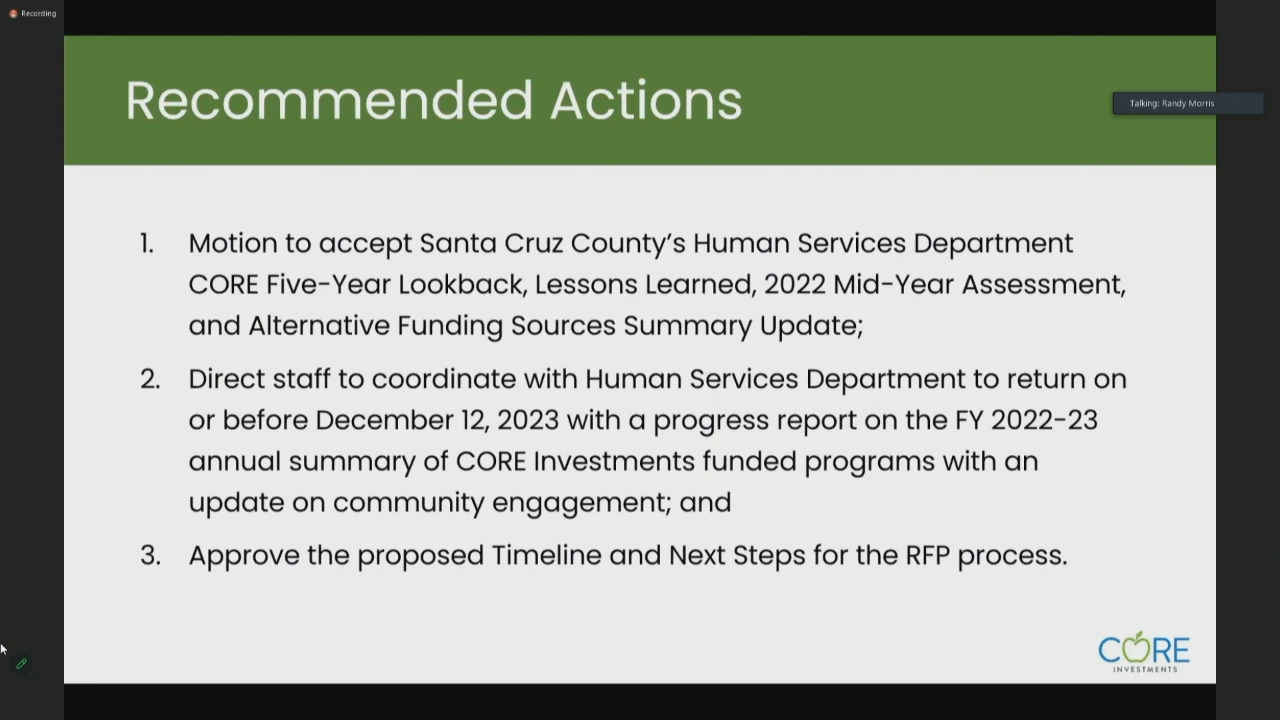 Recording
Recommended Actions
Talking: Randy Morris
1. Motion to accept Santa Cruz County's Human Services Department
CORE Five-Year Lookback, Lessons Learned, 2022 Mid-Year Assessment,
and Alternative Funding Sources Summary Update;
2. Direct staff to coordinate with Human Services Department to return on
or before December 12, 2023 with a progress report on the FY 2022-23
annual summary of CORE Investments funded programs with an
update on community engagement; and
3. Approve the proposed Timeline and Next Steps for the RFP process.
CORE
INVESTMENTS